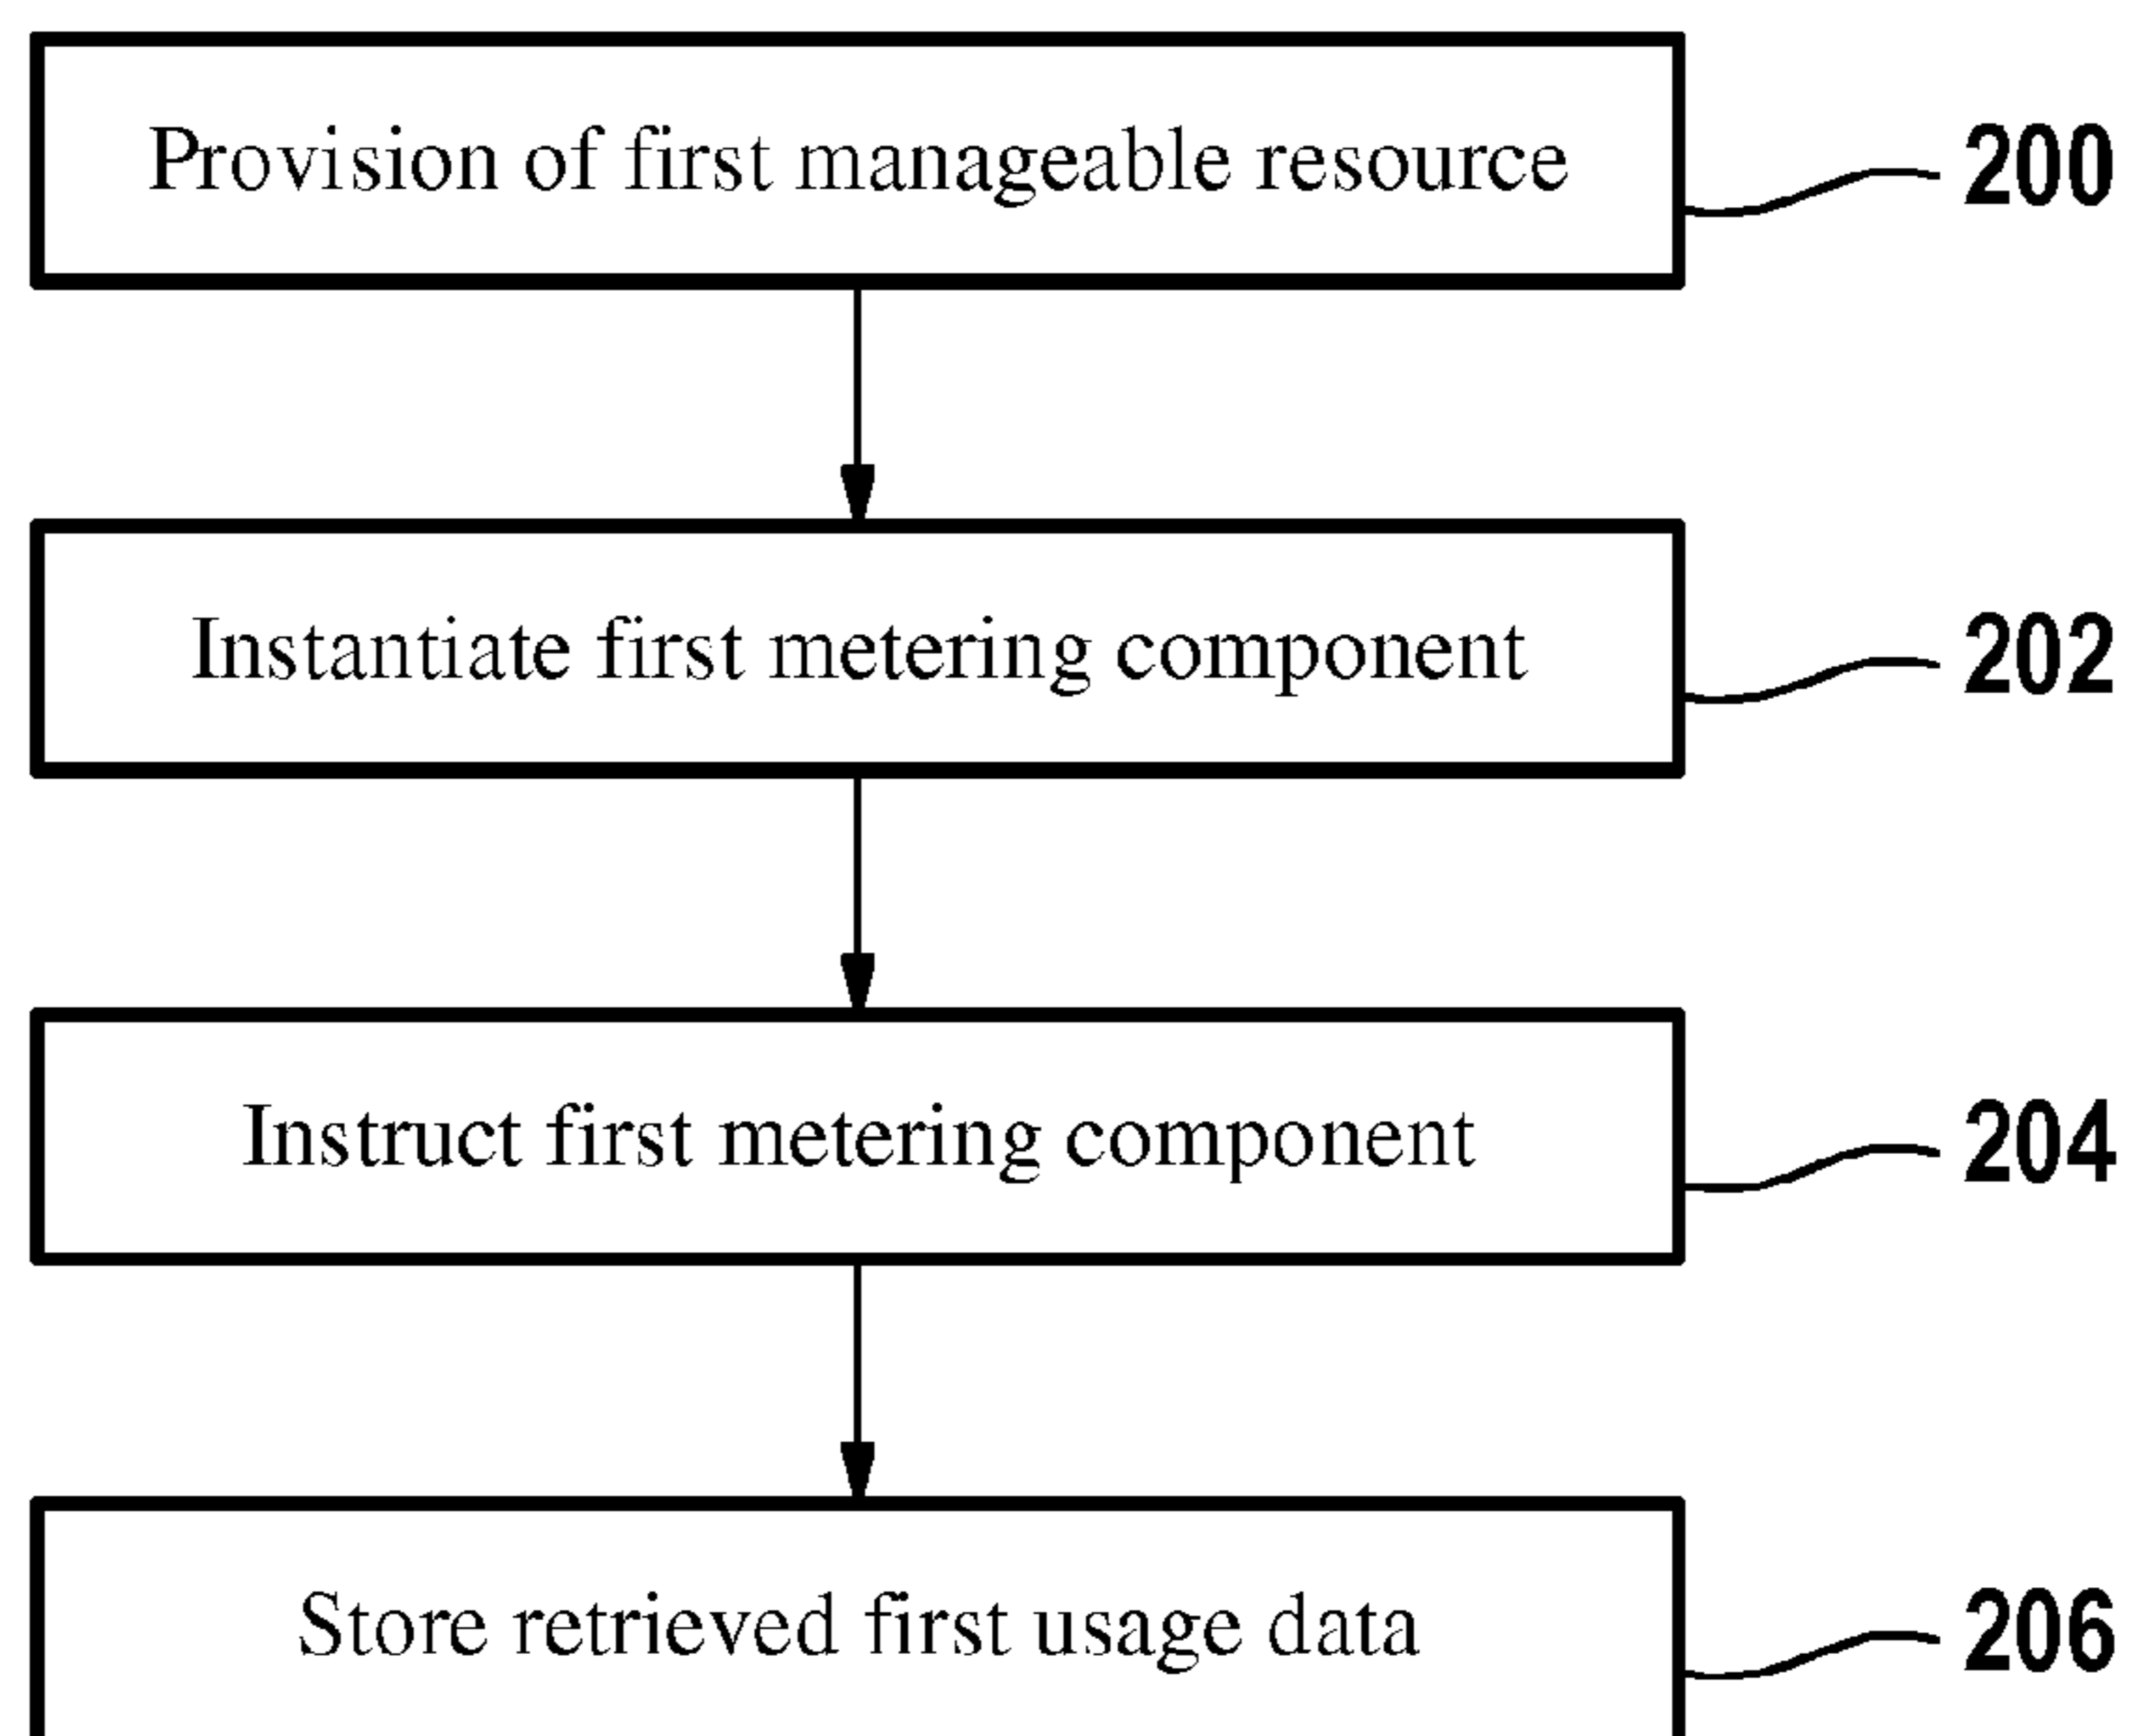 Provision of first manageable resource
200
Instantiate first metering component
202
Instruct first metering component
204
Store retrieved first usage data
206